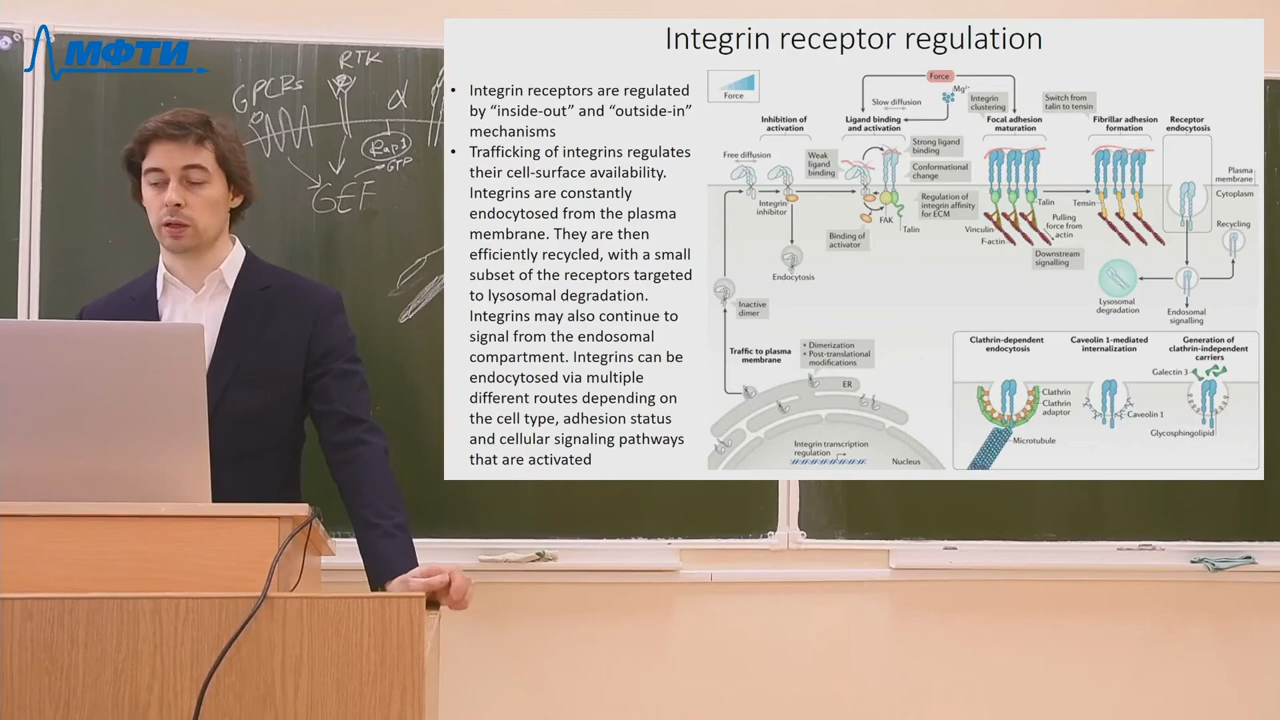 МФТИ
GPCRs
RTK
α
Rap1
GTP
GEF
Integrin receptor regulation
• Integrin receptors are regulated
by “inside-out” and “outside-in”
mechanisms
• Trafficking of integrins regulates
their cell-surface availability.
Integrins are constantly
endocytosed from the plasma
membrane. They are then
efficiently recycled, with a small
subset of the receptors targeted
to lysosomal degradation.
Integrins may also continue to
signal from the endosomal
compartment. Integrins can be
endocytosed via multiple
different routes depending on
the cell type, adhesion status
and cellular signaling pathways
that are activated
Force
Force
Mg²⁺
Slow diffusion
Integrin
clustering
Switch from
talin to tensin
Inhibition of
activation
Ligand binding
and activation
Focal adhesion
maturation
Fibrillar adhesion
formation
Receptor
endocytosis
Free diffusion
Weak
ligand
binding
Strong ligand
binding
Conformational
change
Plasma
membrane
Cytoplasm
Integrin
inhibitor
FAK
Talin
Regulation of
integrin affinity
for ECM
Talin
Tensin
Vinculin
F-actin
Pulling
force from
actin
Recycling
Binding of
activator
Downstream
signalling
Endocytosis
Inactive
dimer
Lysosomal
degradation
Endosomal
signalling
Traffic to plasma
membrane
• Dimerization
• Post-translational
modifications
ER
Integrin transcription
regulation
Nucleus
Clathrin-dependent
endocytosis
Caveolin 1-mediated
internalization
Generation of
clathrin-independent
carriers
Galectin 3
Clathrin
Clathrin
adaptor
Caveolin 1
Microtubule
Glycosphingolipid